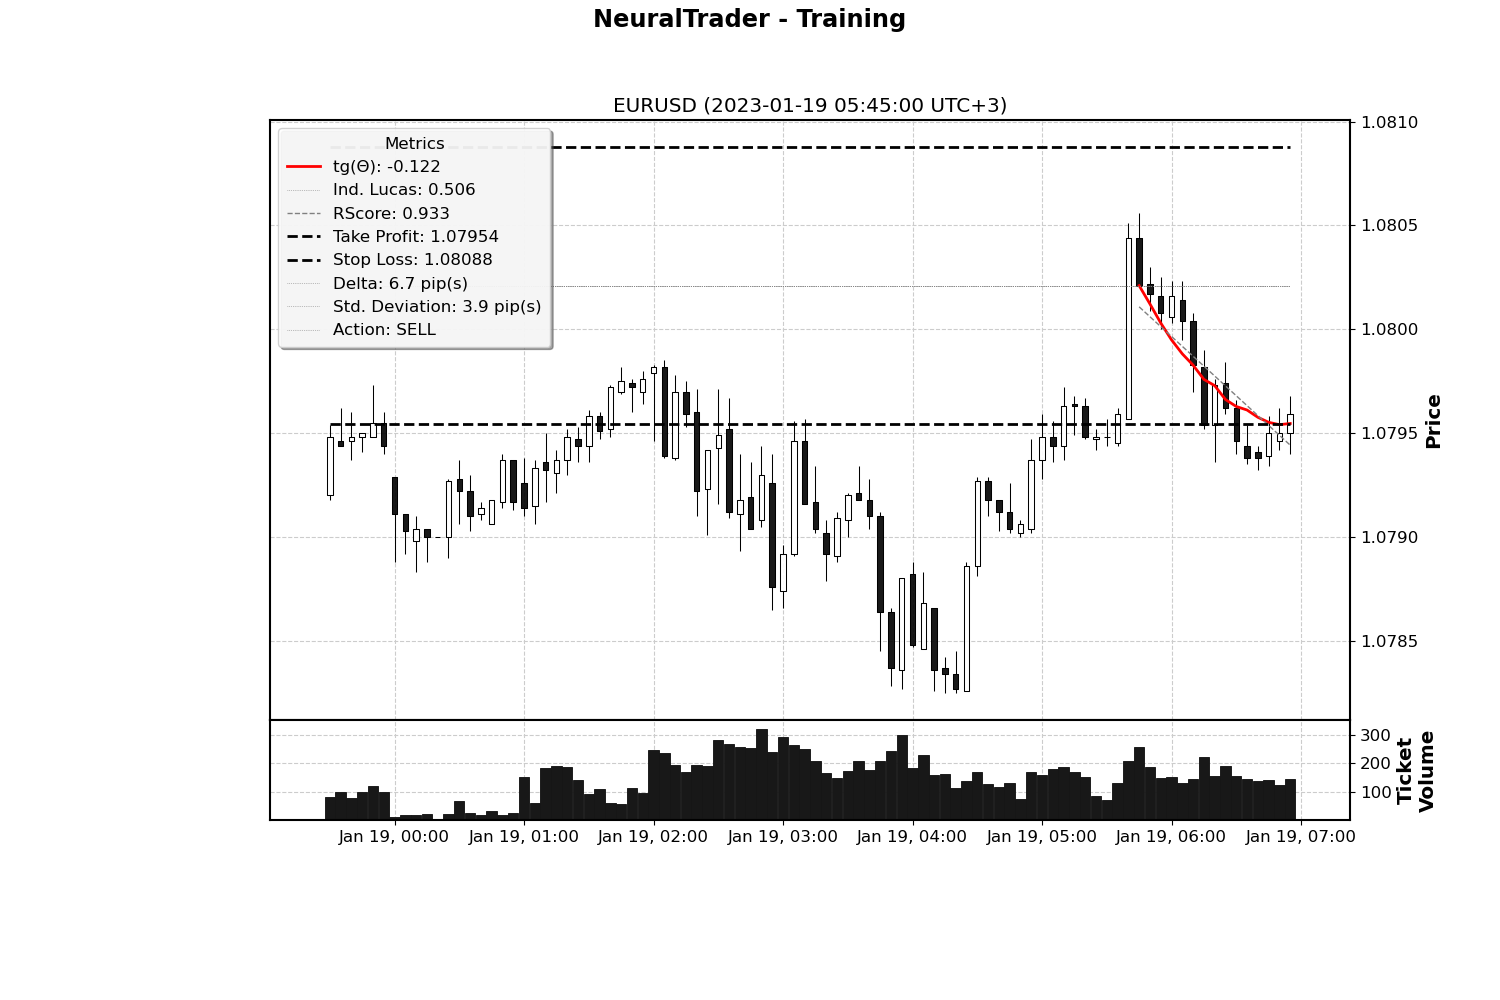 NeuralTrader - Training
EURUSD (2023-01-19 05:45:00 UTC+3)
Metrics
tg(Θ): -0.122
Ind. Lucas: 0.506
RScore: 0.933
Take Profit: 1.07954
Stop Loss: 1.08088
Delta: 6.7 pip(s)
Std. Deviation: 3.9 pip(s)
Action: SELL
1.0810
1.0805
1.0800
1.0795
1.0790
1.0785
Price
300
200
100
Ticket
Volume
Jan 19, 00:00
Jan 19, 01:00
Jan 19, 02:00
Jan 19, 03:00
Jan 19, 04:00
Jan 19, 05:00
Jan 19, 06:00
Jan 19, 07:00